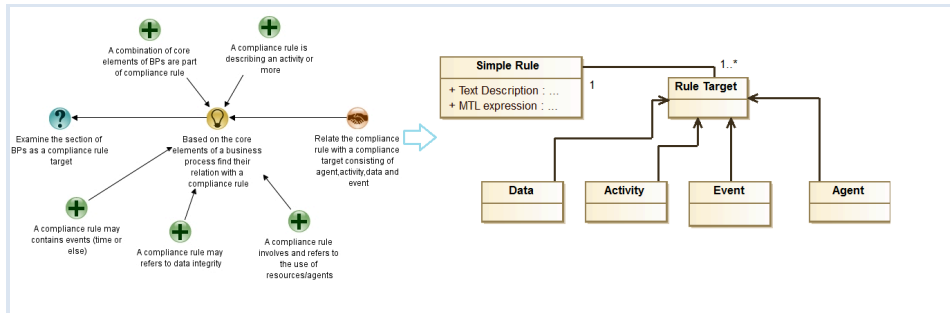 A combination of core
elements of BPs are part
of compliance rule
A compliance rule is
describing an activity or
more
Examine the section of
BPs as a compliance rule
target
Based on the core
elements of a business
process find their
relation with a
compliance rule
Relate the compliance
rule with a compliance
target consisting of
agent,activity,data and
event
A compliance rule may
contains events (time or
else)
A compliance rule may
refers to data integrity
A compliance rule
involves and refers to
the use of
resources/agents
Simple Rule
+ Text Description : ...
+ MTL expression : ...
1
1..*
Rule Target
Data
Activity
Event
Agent